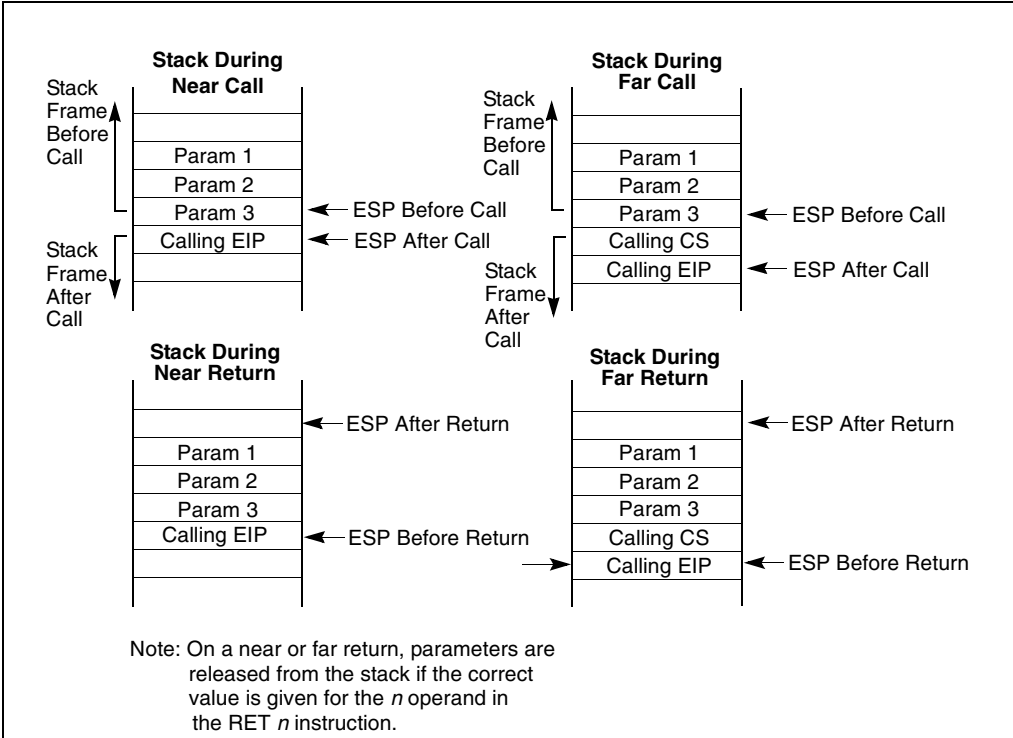 Stack During
Near Call
Stack
Frame
Before
Call
Param 1
Param 2
Param 3
Calling EIP
ESP Before Call
ESP After Call
Stack
Frame
After
Call
Stack During
Far Call
Stack
Frame
Before
Call
Param 1
Param 2
Param 3
Calling CS
Calling EIP
ESP Before Call
ESP After Call
Stack
Frame
After
Call
Stack During
Near Return
ESP After Return
Param 1
Param 2
Param 3
Calling EIP
ESP Before Return
Stack During
Far Return
ESP After Return
Param 1
Param 2
Param 3
Calling CS
Calling EIP
ESP Before Return
Note: On a near or far return, parameters are
released from the stack if the correct
value is given for the n operand in
the RET n instruction.